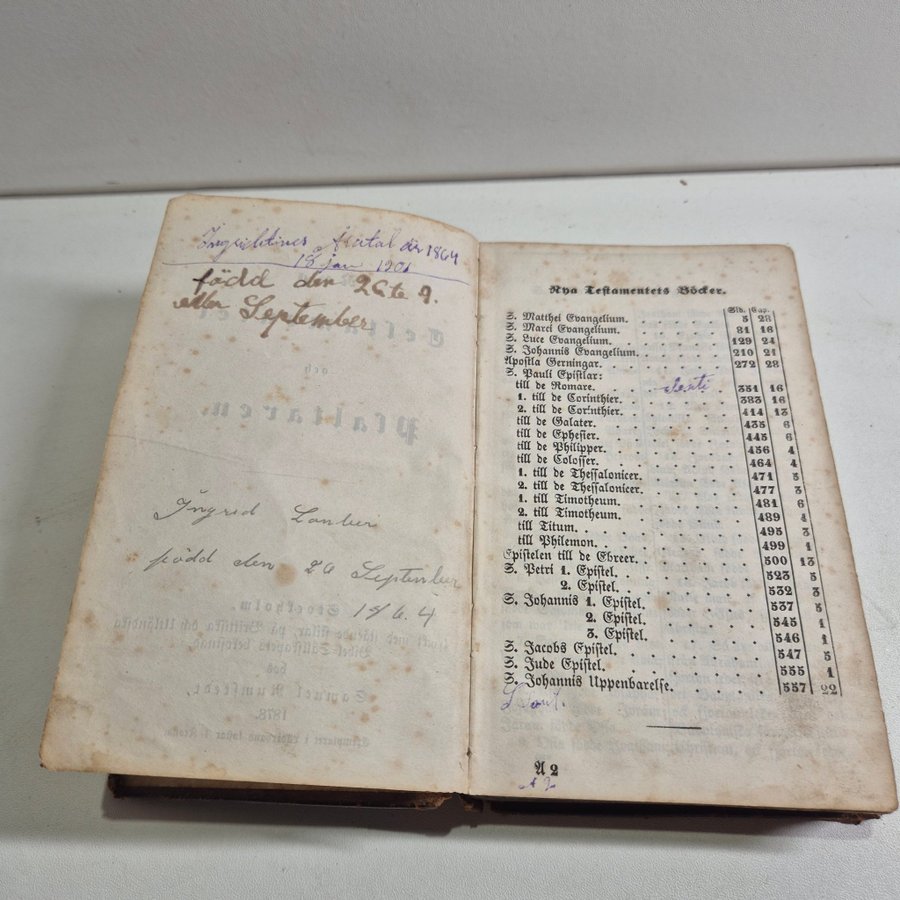 år 1864
18 jan 1901
född den 26te 9.
eller September
Ingrid
född den 26 September
1864
Nya Testamentets Böcker.
Sid. Cap.
S. Matthei Evangelium. 3 28
S. Marci Evangelium. 81 16
S. Luce Evangelium. 129 24
S. Johannis Evangelium. 210 21
Apostla Gerningar. 272 28
S. Pauli Epistlar:
till de Romare. 351 16
1. till de Corinthier. 383 16
2. till de Corinthier. 414 13
till de Galater. 435 6
till de Ephesier. 445 6
till de Philipper. 456 4
till de Colosser. 464 4
1. till de Thessalonicer. 471 5
2. till de Thessalonicer. 477 3
1. till Timotheum. 481 6
2. till Timotheum. 489 4
till Titum. 495 3
till Philemon. 499 1
Epistelen till de Ebreer. 500 13
S. Petri 1. Epistel. 523 5
2. Epistel. 532 3
S. Johannis 1. Epistel. 537 5
2. Epistel. 545 1
3. Epistel. 546 1
S. Jacobs Epistel. 547 5
S. Jude Epistel. 555 1
S. Johannis Uppenbarelse. 557 22
A 2